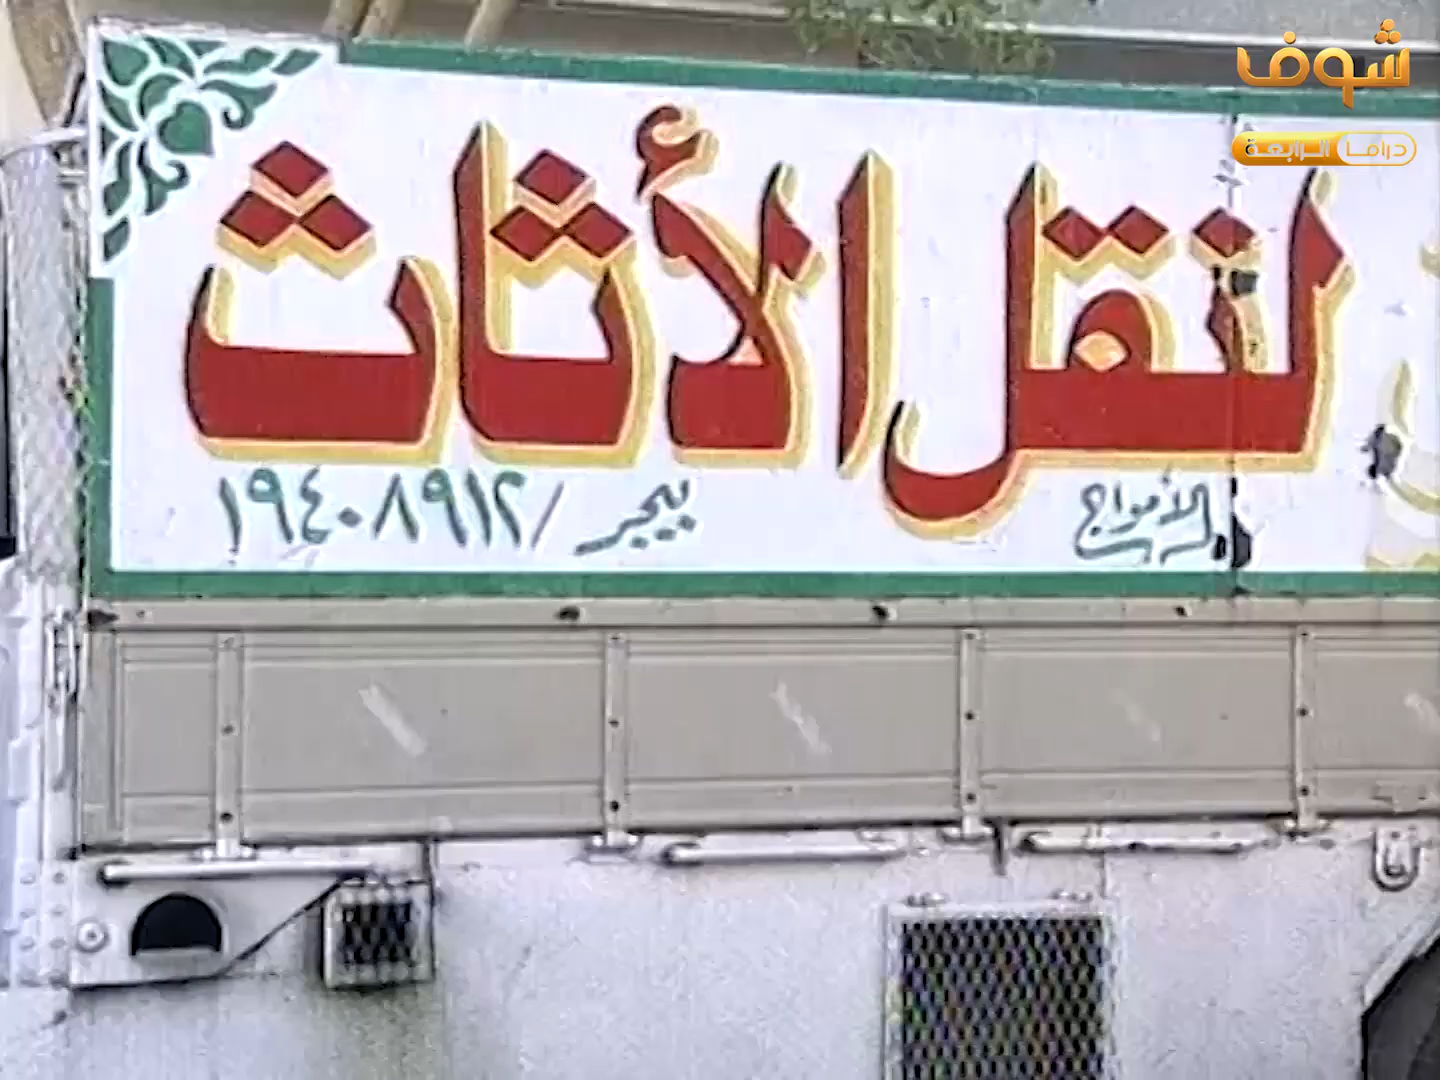 شوف
دراما الرابعة
لنقل الأثاث
الأمواج
بيجر / ١٩٤٠٨٩١٢